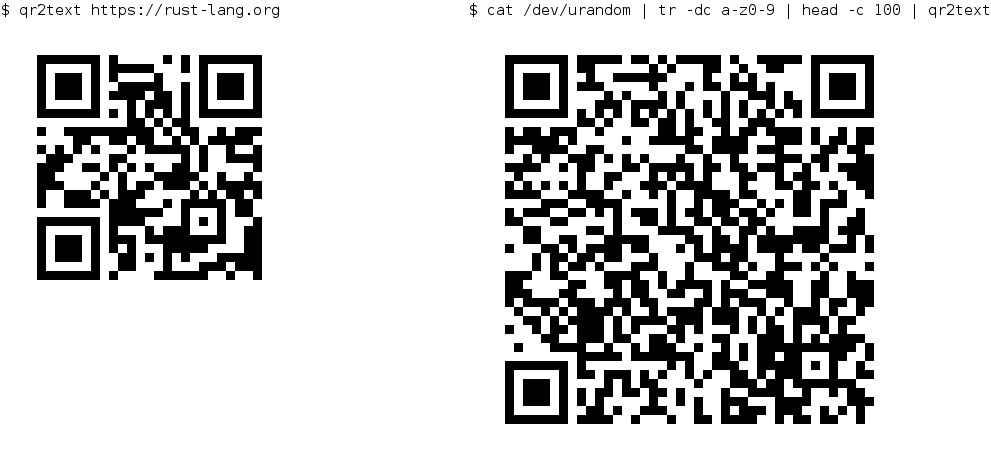 $ qr2text https://rust-lang.org
$ cat /dev/urandom | tr -dc a-z0-9 | head -c 100 | qr2text